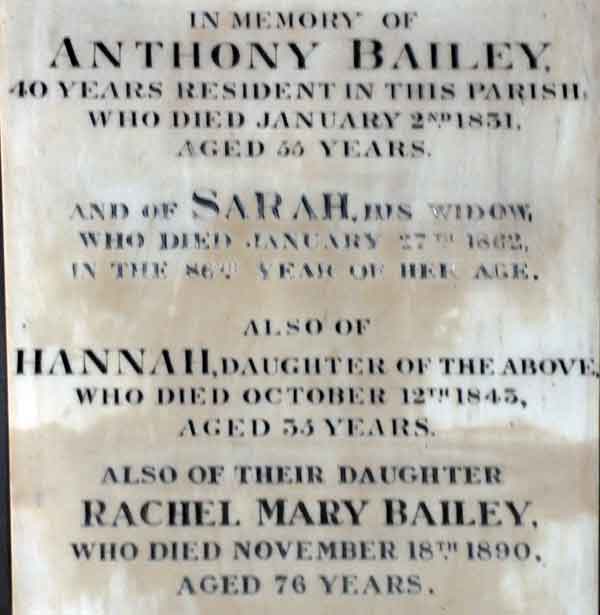 IN MEMORY OF
ANTHONY BAILEY,
40 YEARS RESIDENT IN THIS PARISH,
WHO DIED JANUARY 2ND 1831,
AGED 55 YEARS.
AND OF SARAH, HIS WIDOW,
WHO DIED JANUARY 27TH 1862,
IN THE 86TH YEAR OF HER AGE.
ALSO OF
HANNAH, DAUGHTER OF THE ABOVE,
WHO DIED OCTOBER 12TH 1843,
AGED 35 YEARS.
ALSO OF THEIR DAUGHTER
RACHEL MARY BAILEY,
WHO DIED NOVEMBER 18TH 1890,
AGED 76 YEARS.